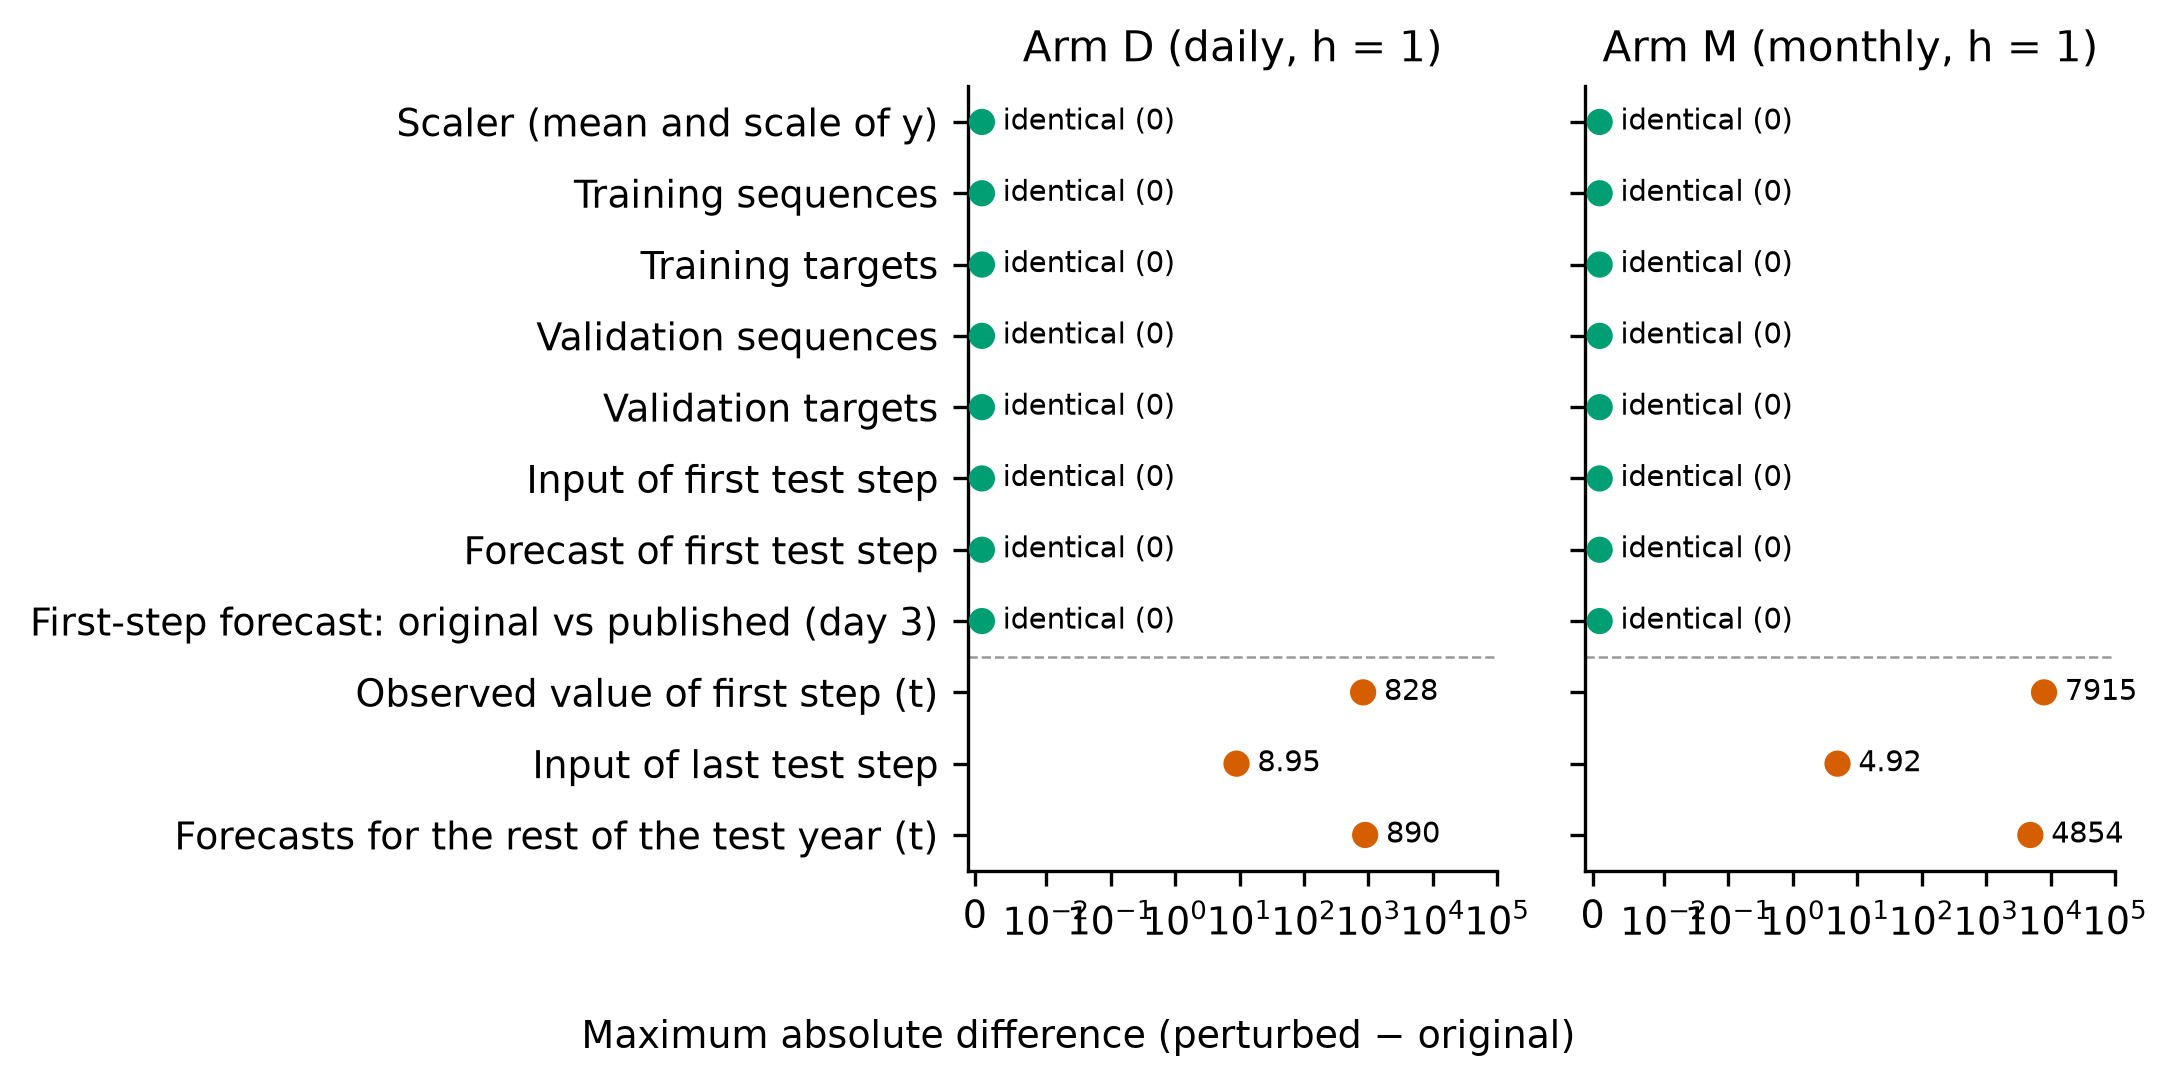 Arm D (daily, h = 1)
Arm M (monthly, h = 1)
Scaler (mean and scale of y) identical (0) identical (0)
Training sequences identical (0) identical (0)
Training targets identical (0) identical (0)
Validation sequences identical (0) identical (0)
Validation targets identical (0) identical (0)
Input of first test step identical (0) identical (0)
Forecast of first test step identical (0) identical (0)
First-step forecast: original vs published (day 3) identical (0) identical (0)
Observed value of first step (t) 828 7915
Input of last test step 8.95 4.92
Forecasts for the rest of the test year (t) 890 4854
0 10⁻² 10⁻¹ 10⁰ 10¹ 10² 10³ 10⁴ 10⁵
0 10⁻² 10⁻¹ 10⁰ 10¹ 10² 10³ 10⁴ 10⁵
Maximum absolute difference (perturbed − original)